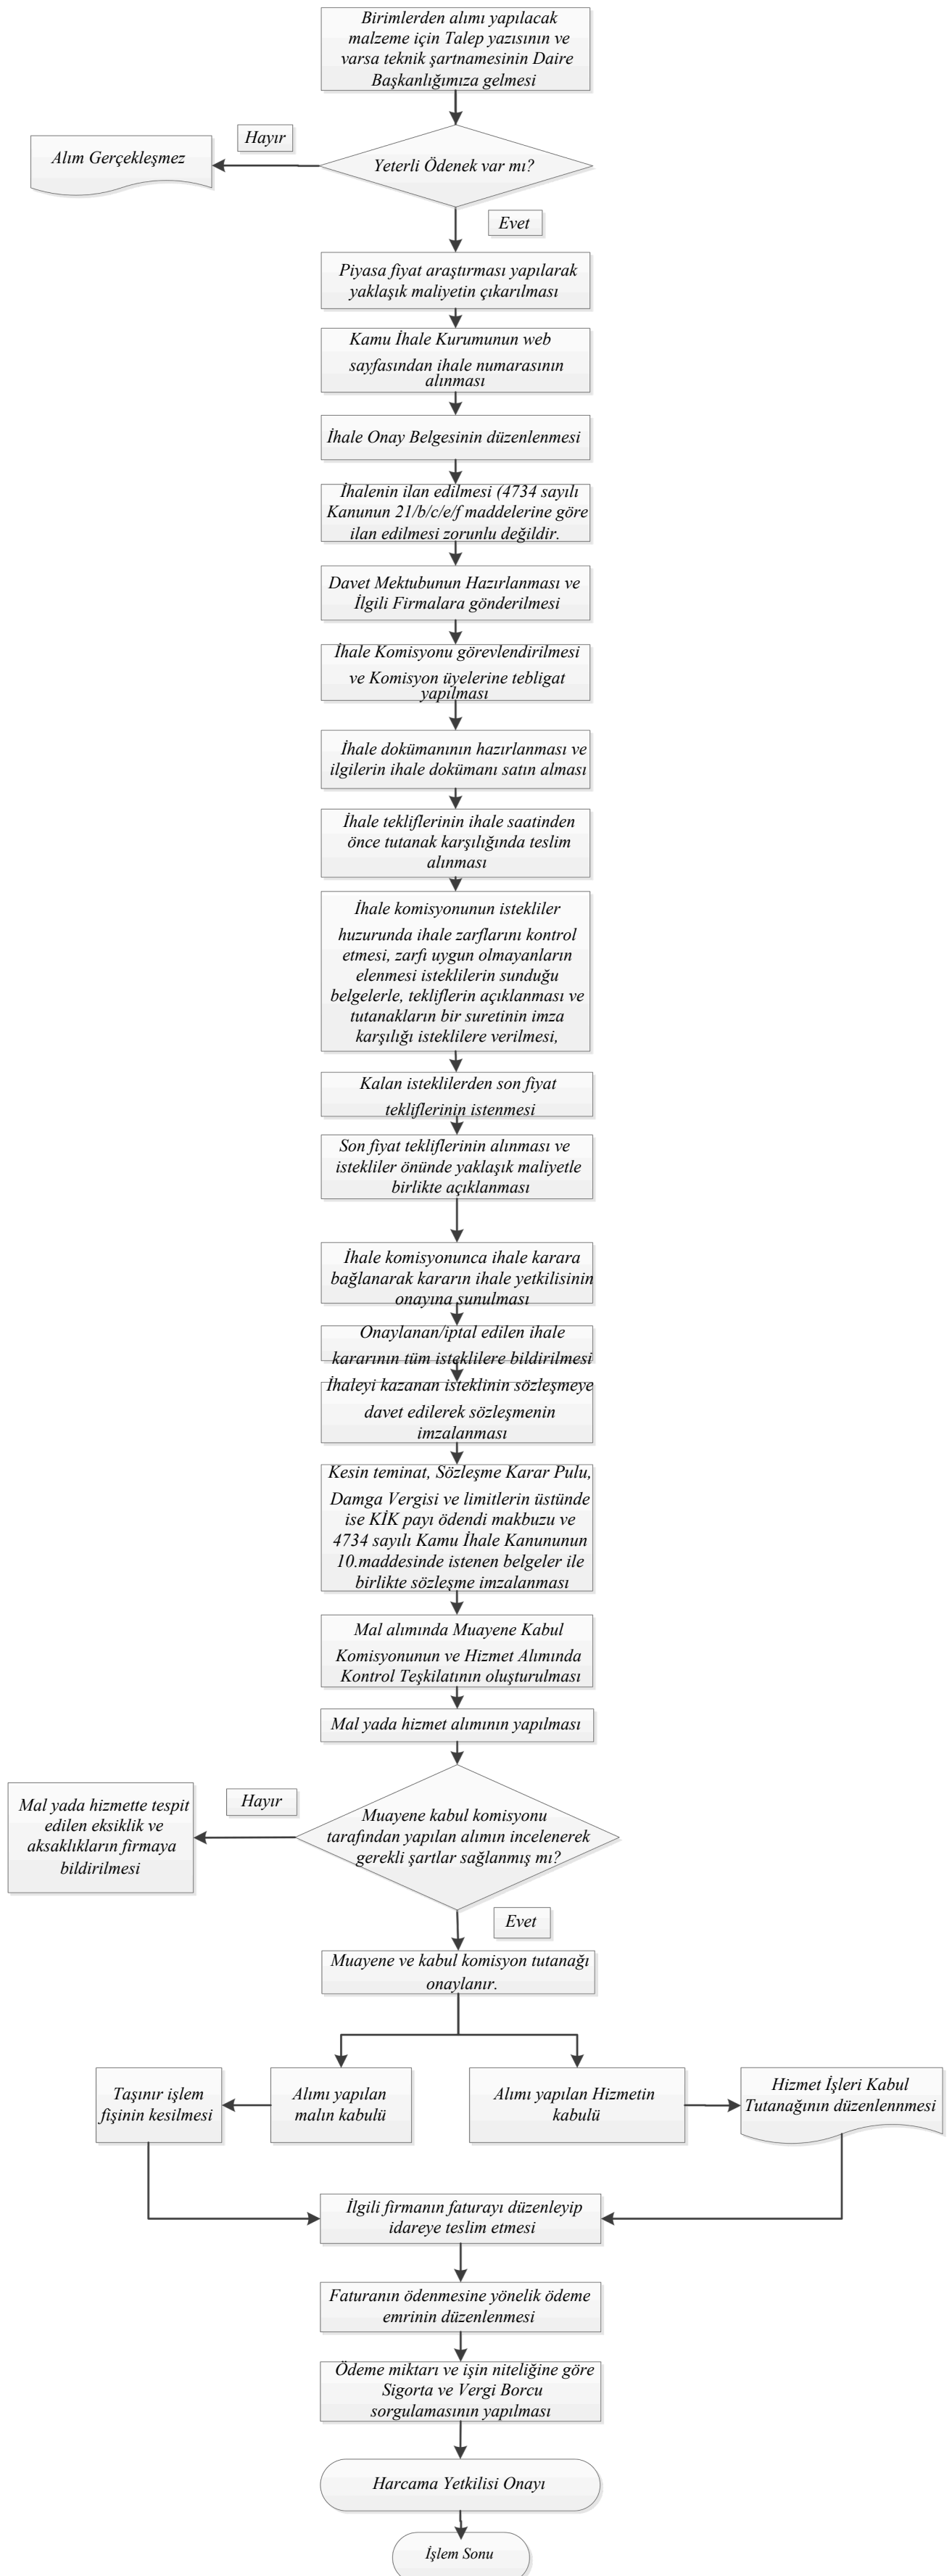 Birimlerden alımı yapılacak
malzeme için Talep yazısının ve
varsa teknik şartnamesinin Daire
Başkanlığımıza gelmesi
Hayır
Alım Gerçekleşmez
Yeterli Ödenek var mı?
Evet
Piyasa fiyat araştırması yapılarak
yaklaşık maliyetin çıkarılması
Kamu İhale Kurumunun web
sayfasından ihale numarasının
alınması
İhale Onay Belgesinin düzenlenmesi
İhalenin ilan edilmesi (4734 sayılı
Kanunun 21/b/c/e/f maddelerine göre
ilan edilmesi zorunlu değildir.
Davet Mektubunun Hazırlanması ve
İlgili Firmalara gönderilmesi
İhale Komisyonu görevlendirilmesi
ve Komisyon üyelerine tebligat
yapılması
İhale dokümanının hazırlanması ve
ilgilerin ihale dokümanı satın alması
İhale tekliflerinin ihale saatinden
önce tutanak karşılığında teslim
alınması
İhale komisyonunun istekliler
huzurunda ihale zarflarını kontrol
etmesi, zarfı uygun olmayanların
elenmesi isteklilerin sunduğu
belgelerle, tekliflerin açıklanması ve
tutanakların bir suretinin imza
karşılığı isteklilere verilmesi,
Kalan isteklilerden son fiyat
tekliflerinin istenmesi
Son fiyat tekliflerinin alınması ve
istekliler önünde yaklaşık maliyetle
birlikte açıklanması
İhale komisyonunca ihale karara
bağlanarak kararın ihale yetkilisinin
onayına sunulması
Onaylanan/iptal edilen ihale
kararının tüm isteklilere bildirilmesi
İhaleyi kazanan isteklinin sözleşmeye
davet edilerek sözleşmenin
imzalanması
Kesin teminat, Sözleşme Karar Pulu,
Damga Vergisi ve limitlerin üstünde
ise KİK payı ödendi makbuzu ve
4734 sayılı Kamu İhale Kanununun
10.maddesinde istenen belgeler ile
birlikte sözleşme imzalanması
Mal alımında Muayene Kabul
Komisyonunun ve Hizmet Alımında
Kontrol Teşkilatının oluşturulması
Mal yada hizmet alımının yapılması
Hayır
Mal yada hizmette tespit
edilen eksiklik ve
aksaklıkların firmaya
bildirilmesi
Muayene kabul komisyonu
tarafından yapılan alımın incelenerek
gerekli şartlar sağlanmış mı?
Evet
Muayene ve kabul komisyon tutanağı
onaylanır.
Taşınır işlem
fişinin kesilmesi
Alımı yapılan
malın kabulü
Alımı yapılan Hizmetin
kabulü
Hizmet İşleri Kabul
Tutanağının düzenlennmesi
İlgili firmanın faturayı düzenleyip
idareye teslim etmesi
Faturanın ödenmesine yönelik ödeme
emrinin düzenlenmesi
Ödeme miktarı ve işin niteliğine göre
Sigorta ve Vergi Borcu
sorgulamasının yapılması
Harcama Yetkilisi Onayı
İşlem Sonu